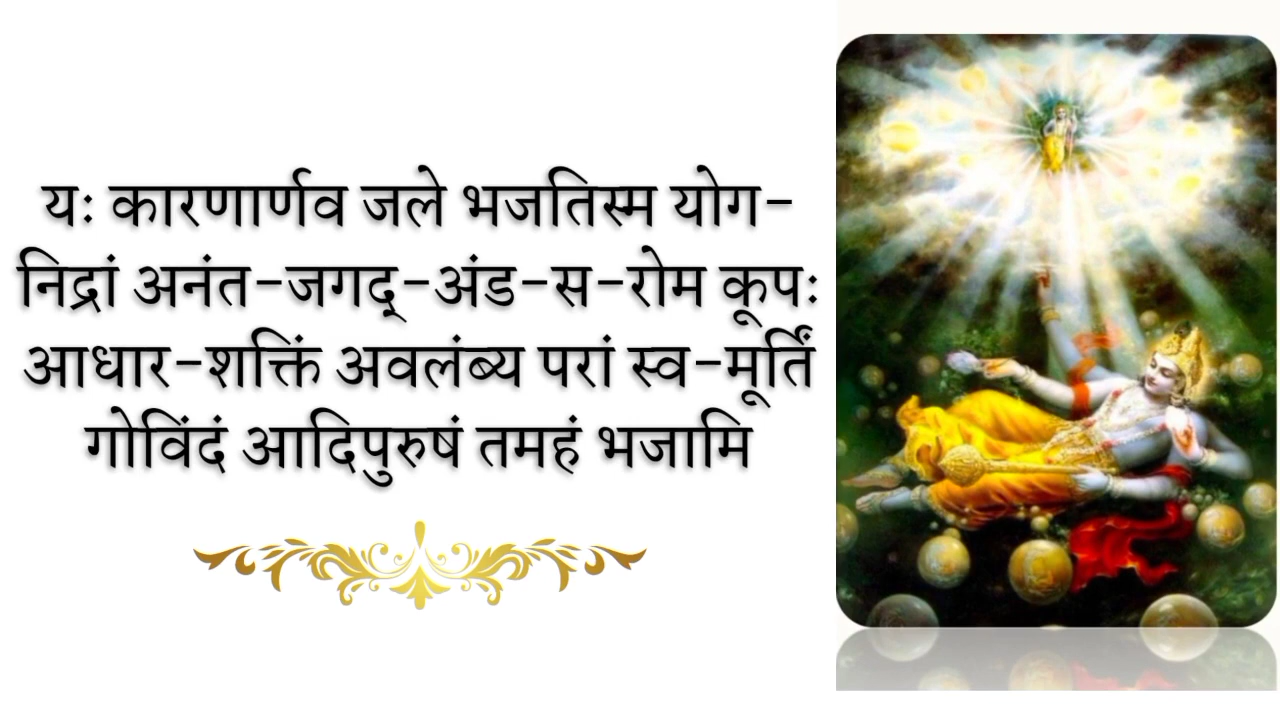 यः कारणार्णव जले भजतिस्म योग-
निद्रां अनंत-जगद्-अंड-स-रोम कूपः
आधार-शक्तिं अवलंब्य परां स्व-मूर्तिं
गोविंदं आदिपुरुषं तमहं भजामि